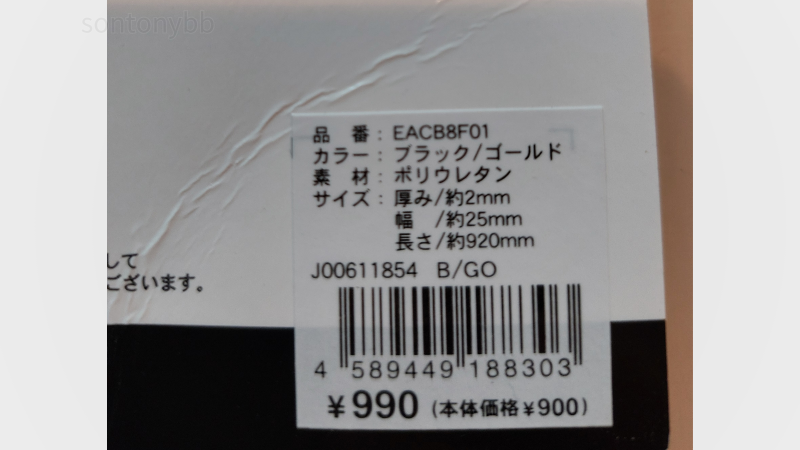 sontonybb
品 番：EACB8F01
カラー：ブラック/ゴールド
素 材：ポリウレタン
サイズ：厚み/約2mm
幅 /約25mm
長さ/約920mm
して
ございます。
J00611854 B/GO
4 589449 188303
¥990 (本体価格¥900)